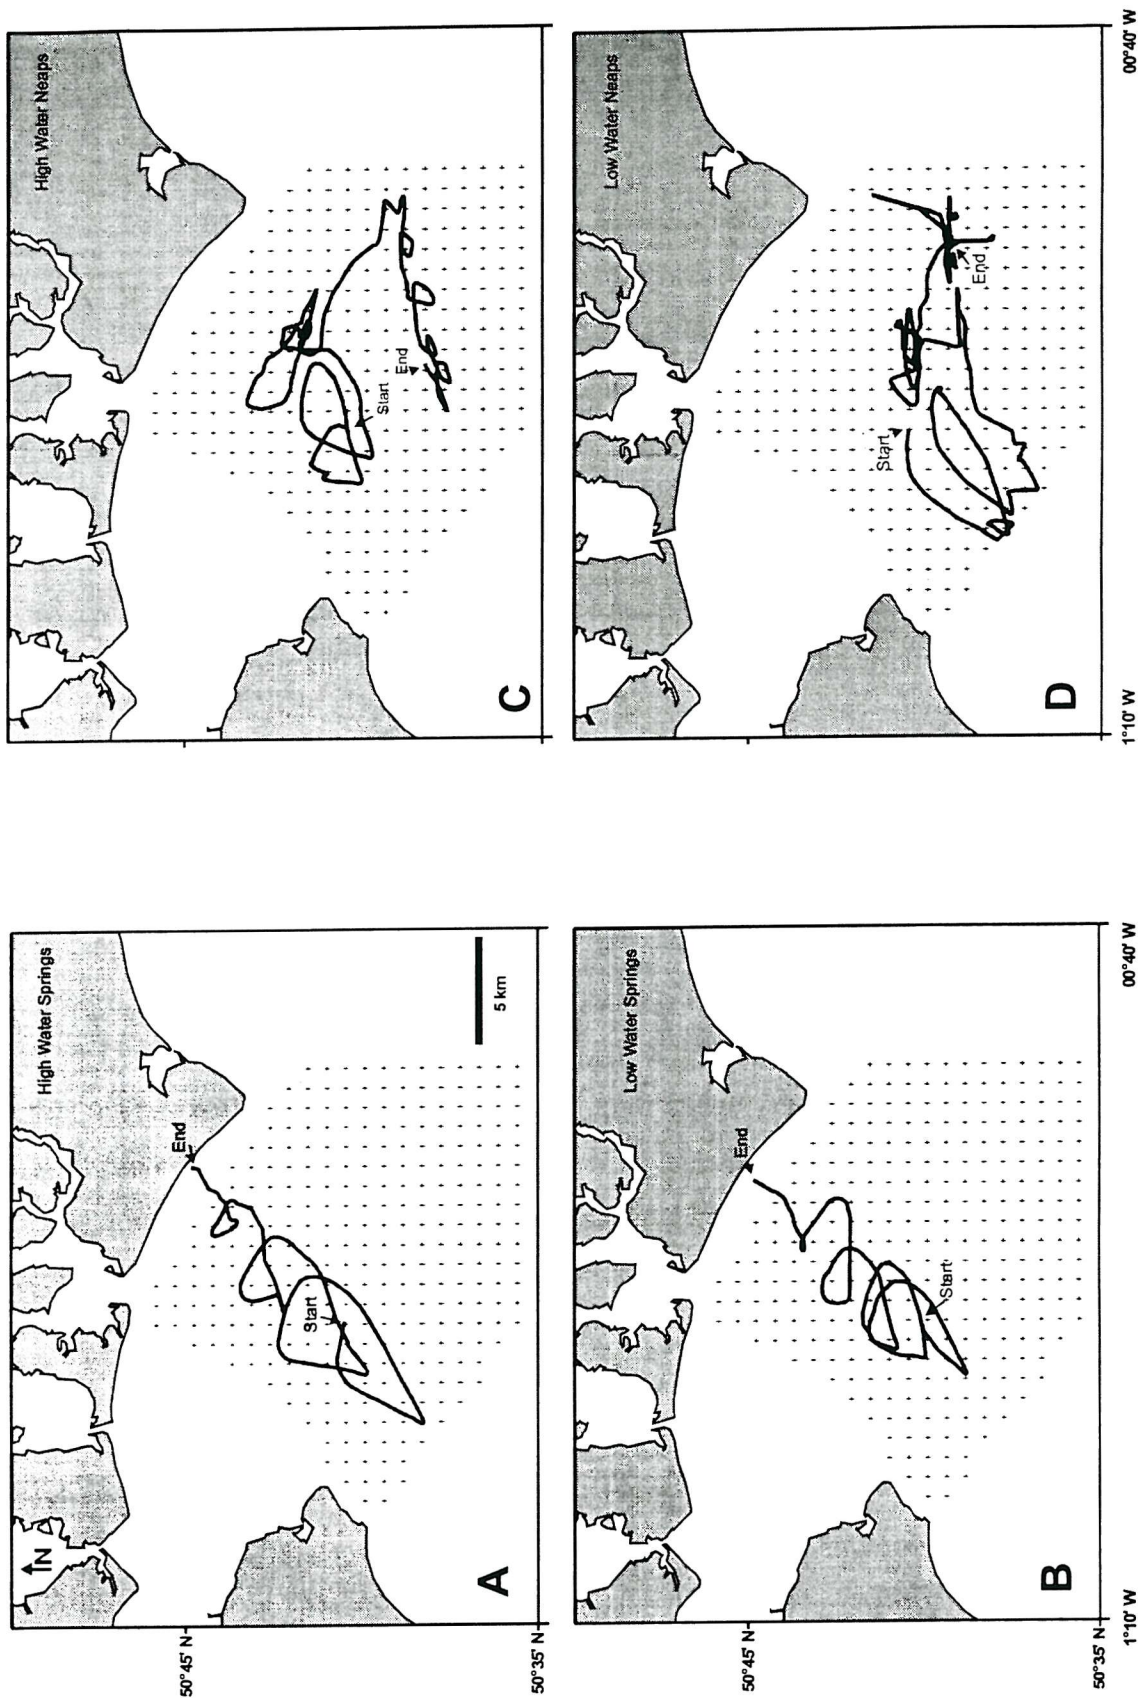 High Water Springs
N
End
Start
5 km
A
50°45' N
50°35' N
Low Water Springs
End
Start
B
50°45' N
50°35' N
1°10' W
00°40' W
High Water Neaps
Start
End
C
Low Water Neaps
Start
End
D
1°10' W
00°40' W